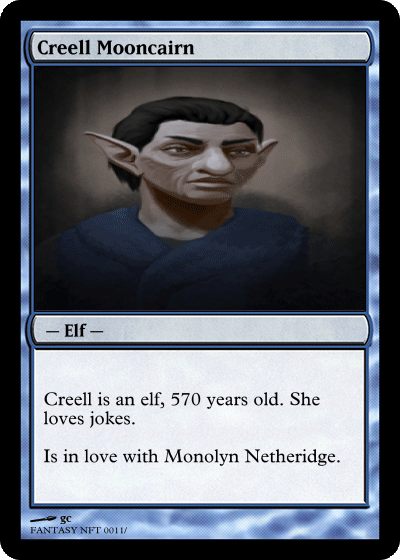 Creell Mooncairn
— Elf —
Creell is an elf, 570 years old. She
loves jokes.
Is in love with Monolyn Netheridge.
gc
FANTASY NFT 0011/